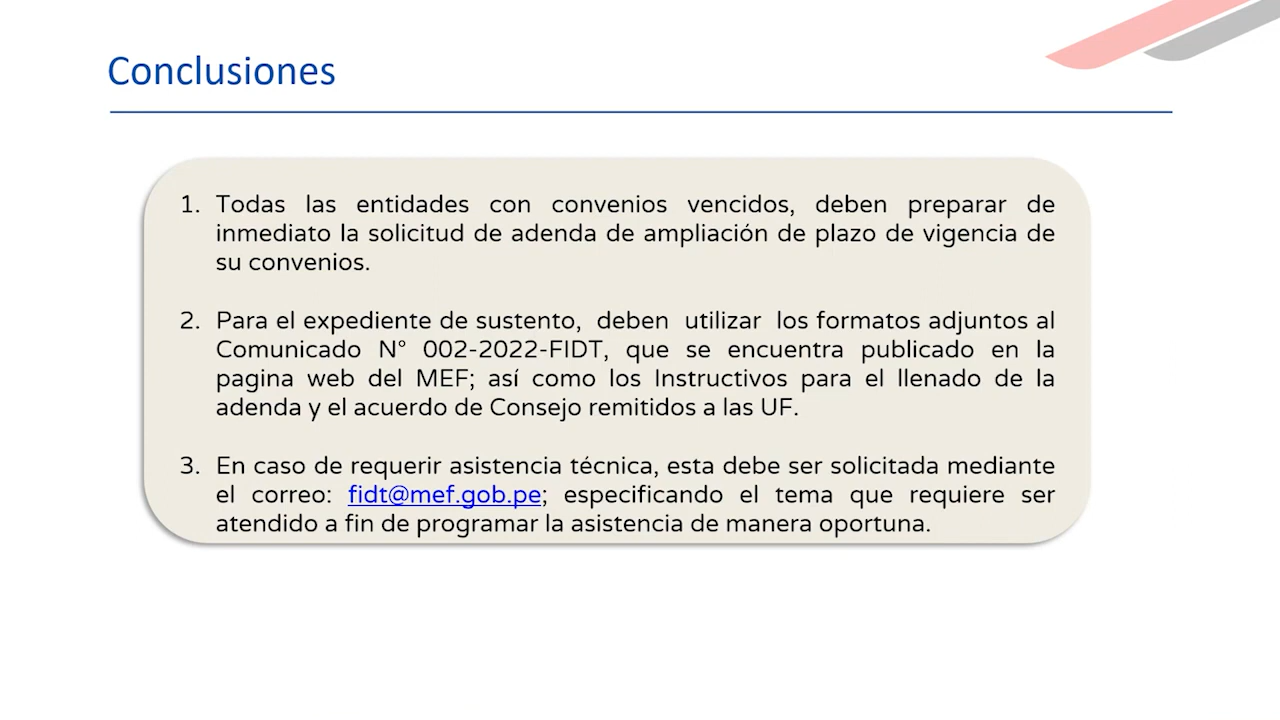 Conclusiones
1. Todas las entidades con convenios vencidos, deben preparar de
inmediato la solicitud de adenda de ampliación de plazo de vigencia de
su convenios.
2. Para el expediente de sustento, deben utilizar los formatos adjuntos al
Comunicado N° 002-2022-FIDT, que se encuentra publicado en la
pagina web del MEF; así como los Instructivos para el llenado de la
adenda y el acuerdo de Consejo remitidos a las UF.
3. En caso de requerir asistencia técnica, esta debe ser solicitada mediante
el correo: fidt@mef.gob.pe; especificando el tema que requiere ser
atendido a fin de programar la asistencia de manera oportuna.